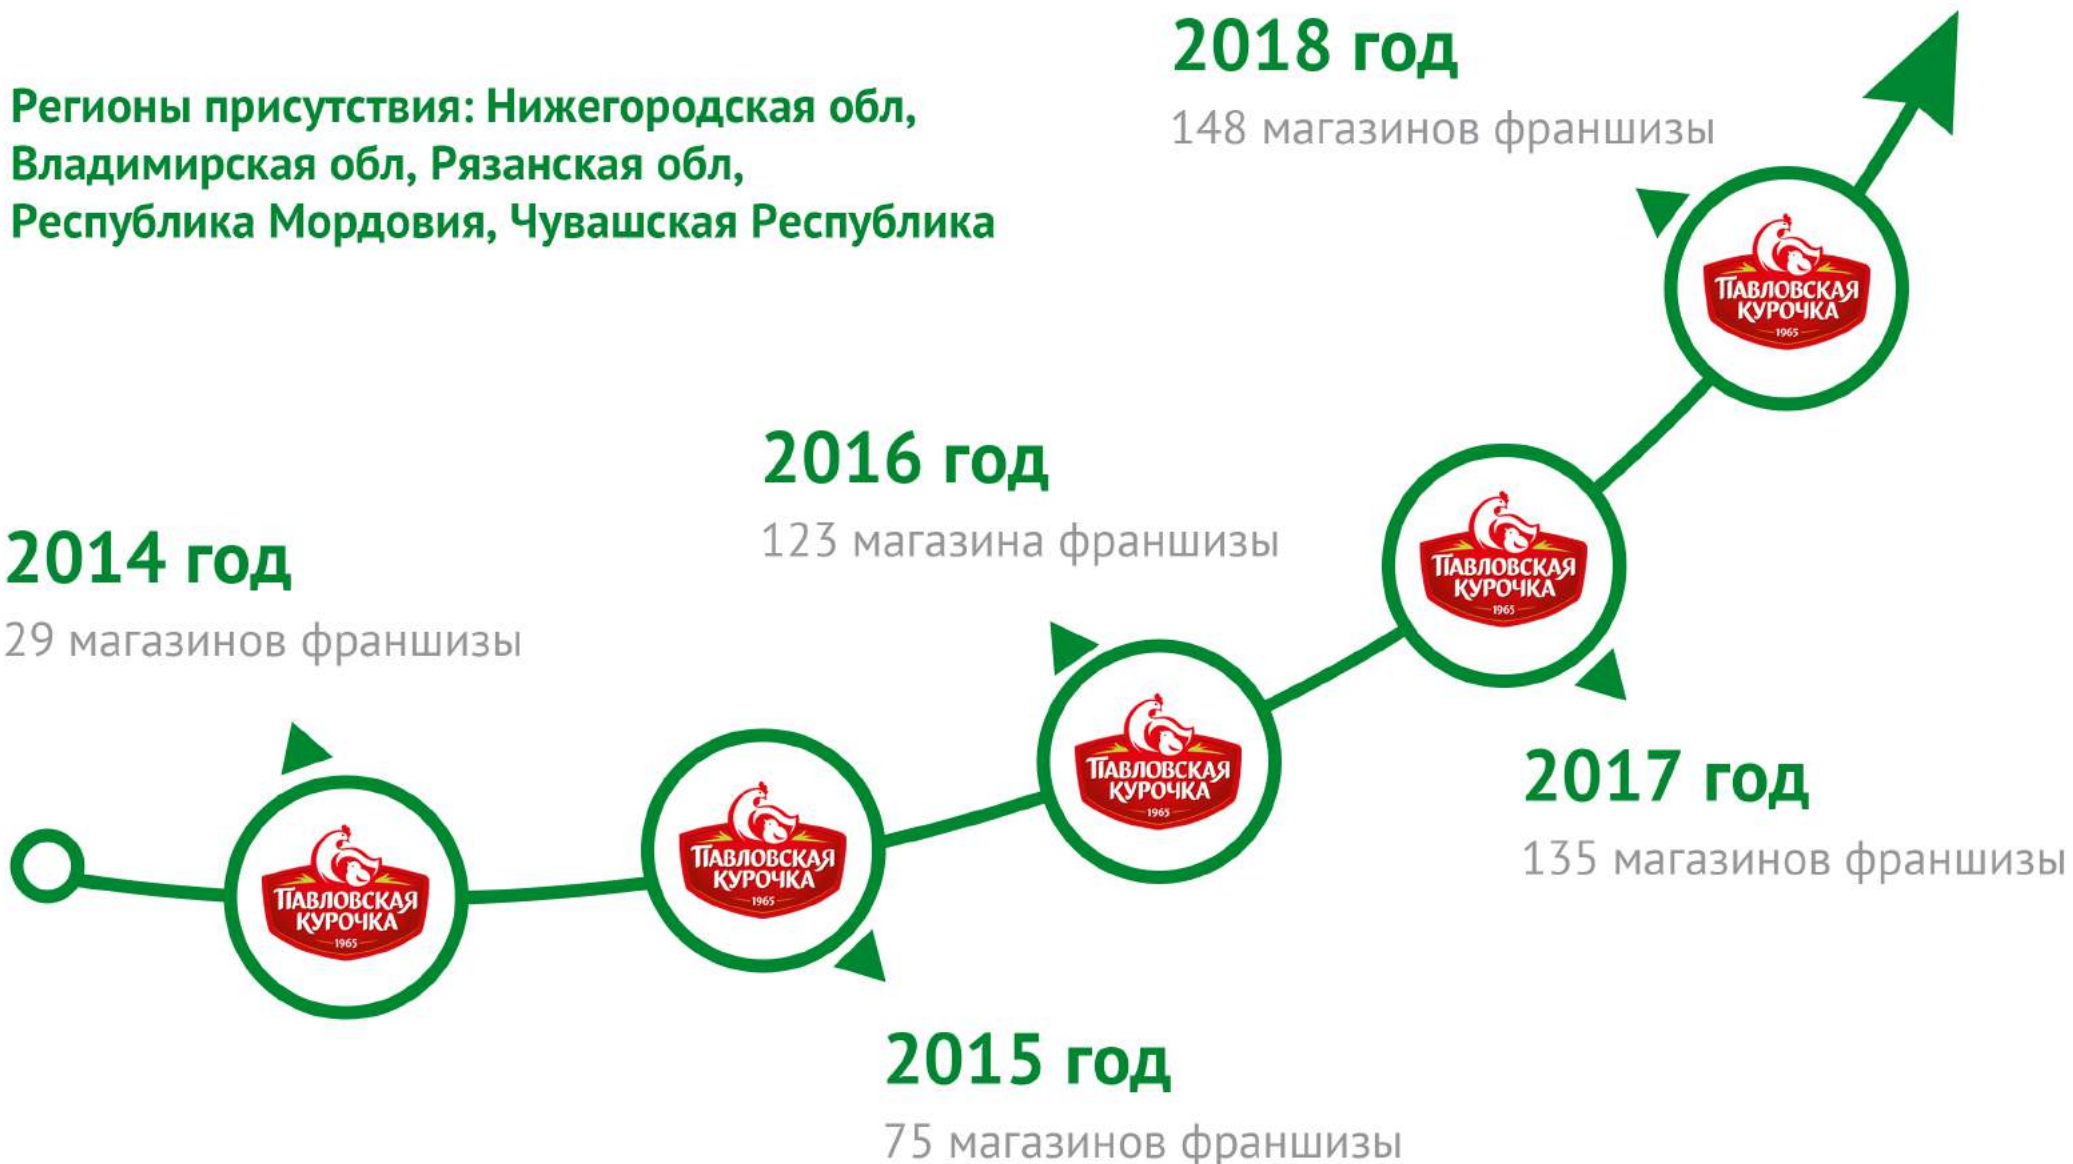 2018 год
148 магазинов франшизы
Регионы присутствия: Нижегородская обл,
Владимирская обл, Рязанская обл,
Республика Мордовия, Чувашская Республика
ПАВЛОВСКАЯ
КУРОЧКА
1965
2016 год
123 магазина франшизы
ПАВЛОВСКАЯ
КУРОЧКА
1965
2014 год
29 магазинов франшизы
ПАВЛОВСКАЯ
КУРОЧКА
1965
2017 год
135 магазинов франшизы
ПАВЛОВСКАЯ
КУРОЧКА
1965
ПАВЛОВСКАЯ
КУРОЧКА
1965
2015 год
75 магазинов франшизы